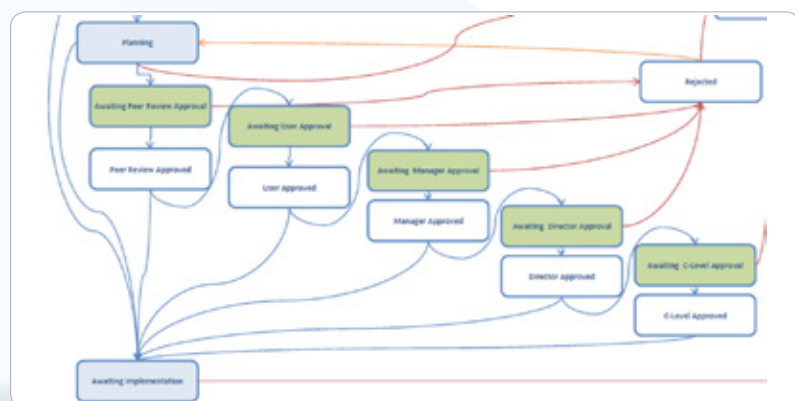 Planning
Rejected
Awaiting Peer Review Approval
Awaiting User Approval
Peer Review Approved
Awaiting Manager Approval
User Approved
Manager Approved
Awaiting Director Approval
Awaiting C-Level Approval
Director Approved
C-Level Approved
Awaiting Implementation